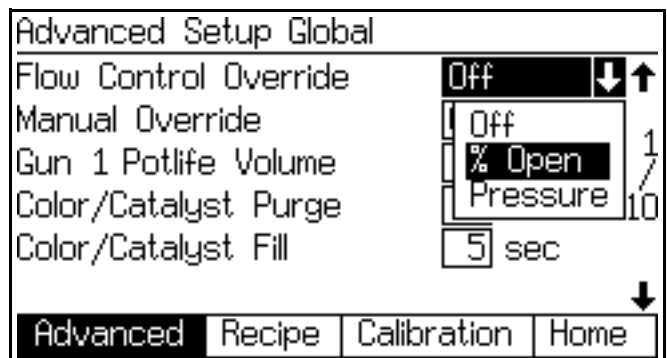 Advanced Setup Global
Flow Control Override Off
Manual Override Off
Gun 1 Potlife Volume % Open
Color/Catalyst Purge Pressure
Color/Catalyst Fill 5 sec
1/10
Advanced Recipe Calibration Home